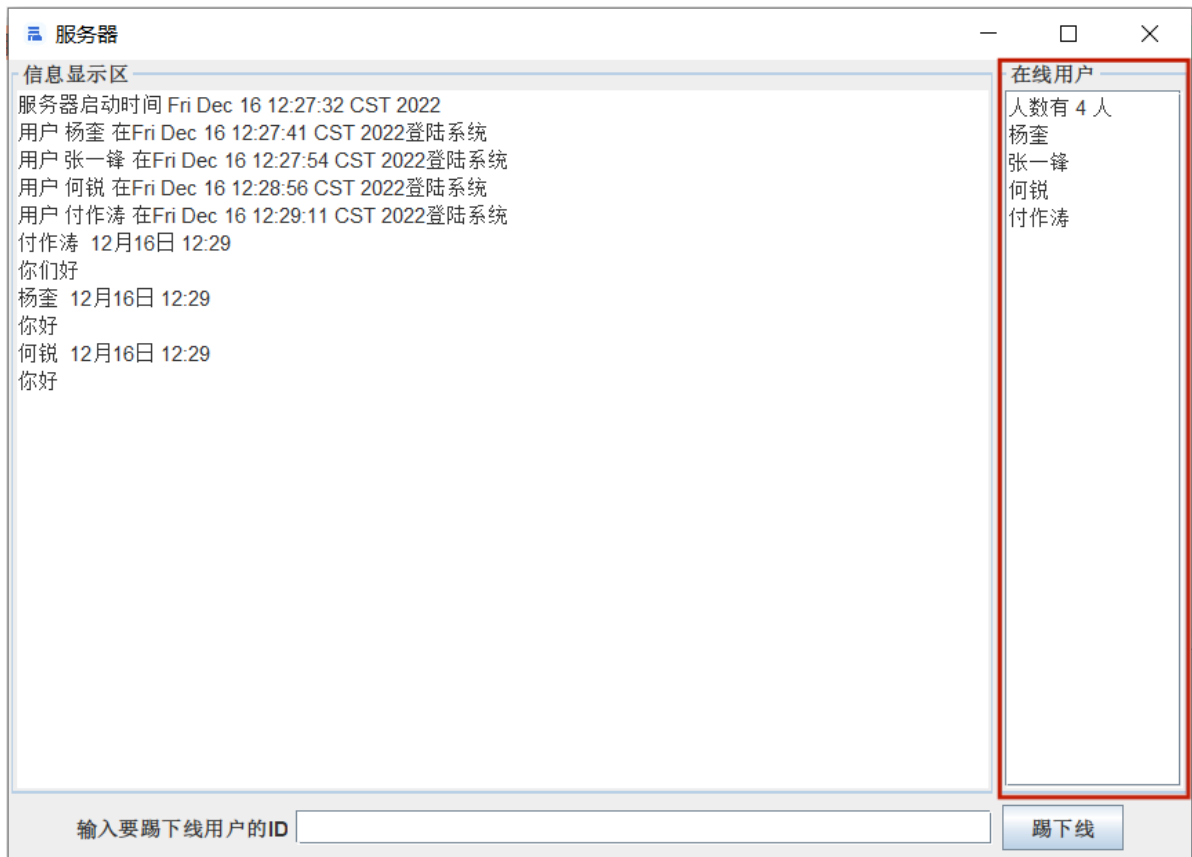 服务器
信息显示区
服务器启动时间 Fri Dec 16 12:27:32 CST 2022
用户 杨奎 在Fri Dec 16 12:27:41 CST 2022登陆系统
用户 张一锋 在Fri Dec 16 12:27:54 CST 2022登陆系统
用户 何锐 在Fri Dec 16 12:28:56 CST 2022登陆系统
用户 付作涛 在Fri Dec 16 12:29:11 CST 2022登陆系统
付作涛 12月16日 12:29
你们好
杨奎 12月16日 12:29
你好
何锐 12月16日 12:29
你好
在线用户
人数有 4 人
杨奎
张一锋
何锐
付作涛
输入要踢下线用户的ID
踢下线